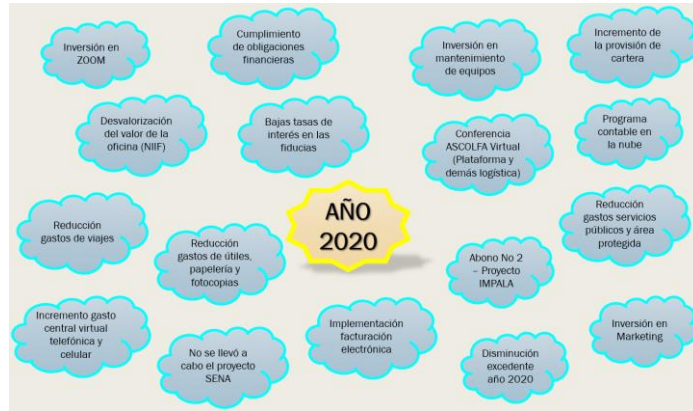 Inversión en
ZOOM
Cumplimiento
de obligaciones
financieras
Inversión en
mantenimiento
de equipos
Incremento de
la provisión de
cartera
Desvalorización
del valor de la
oficina (NIIF)
Bajas tasas de
interés en las
fiducias
Conferencia
ASCOLFA Virtual
(Plataforma y
demás logística)
Programa
contable en
la nube
AÑO
2020
Reducción
gastos de viajes
Reducción
gastos de útiles,
papelería y
fotocopias
Abono No 2
– Proyecto
IMPALA
Reducción
gastos servicios
públicos y área
protegida
Incremento gasto
central virtual
telefónica y
celular
No se llevó a
cabo el proyecto
SENA
Implementación
facturación
electrónica
Disminución
excedente
año 2020
Inversión en
Marketing